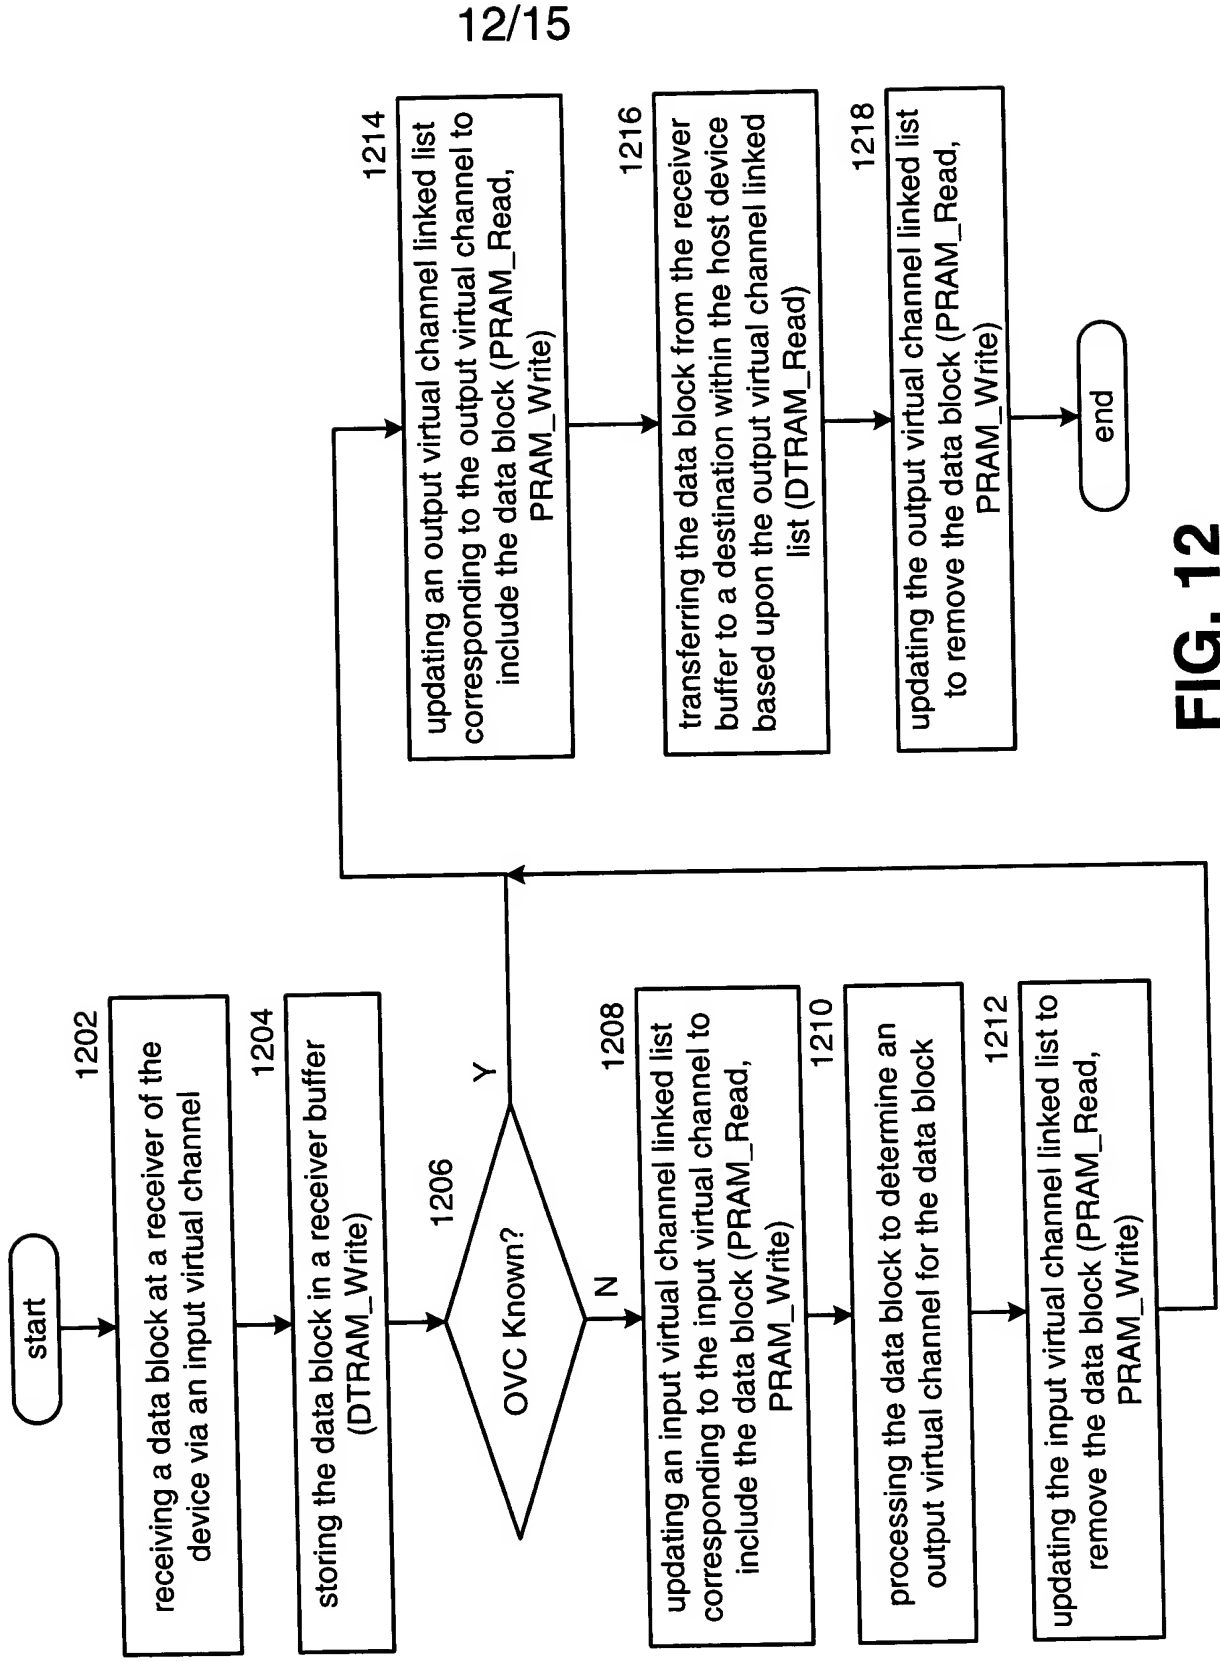 12/15
start
1202
receiving a data block at a receiver of the
device via an input virtual channel
1204
storing the data block in a receiver buffer
(DTRAM_Write)
1206
OVC Known?
Y
N
1208
updating an input virtual channel linked list
corresponding to the input virtual channel to
include the data block (PRAM_Read,
PRAM_Write)
1210
processing the data block to determine an
output virtual channel for the data block
1212
updating the input virtual channel linked list to
remove the data block (PRAM_Read,
PRAM_Write)
1214
updating an output virtual channel linked list
corresponding to the output virtual channel to
include the data block (PRAM_Read,
PRAM_Write)
1216
transferring the data block from the receiver
buffer to a destination within the host device
based upon the output virtual channel linked
list (DTRAM_Read)
1218
updating the output virtual channel linked list
to remove the data block (PRAM_Read,
PRAM_Write)
end
FIG. 12